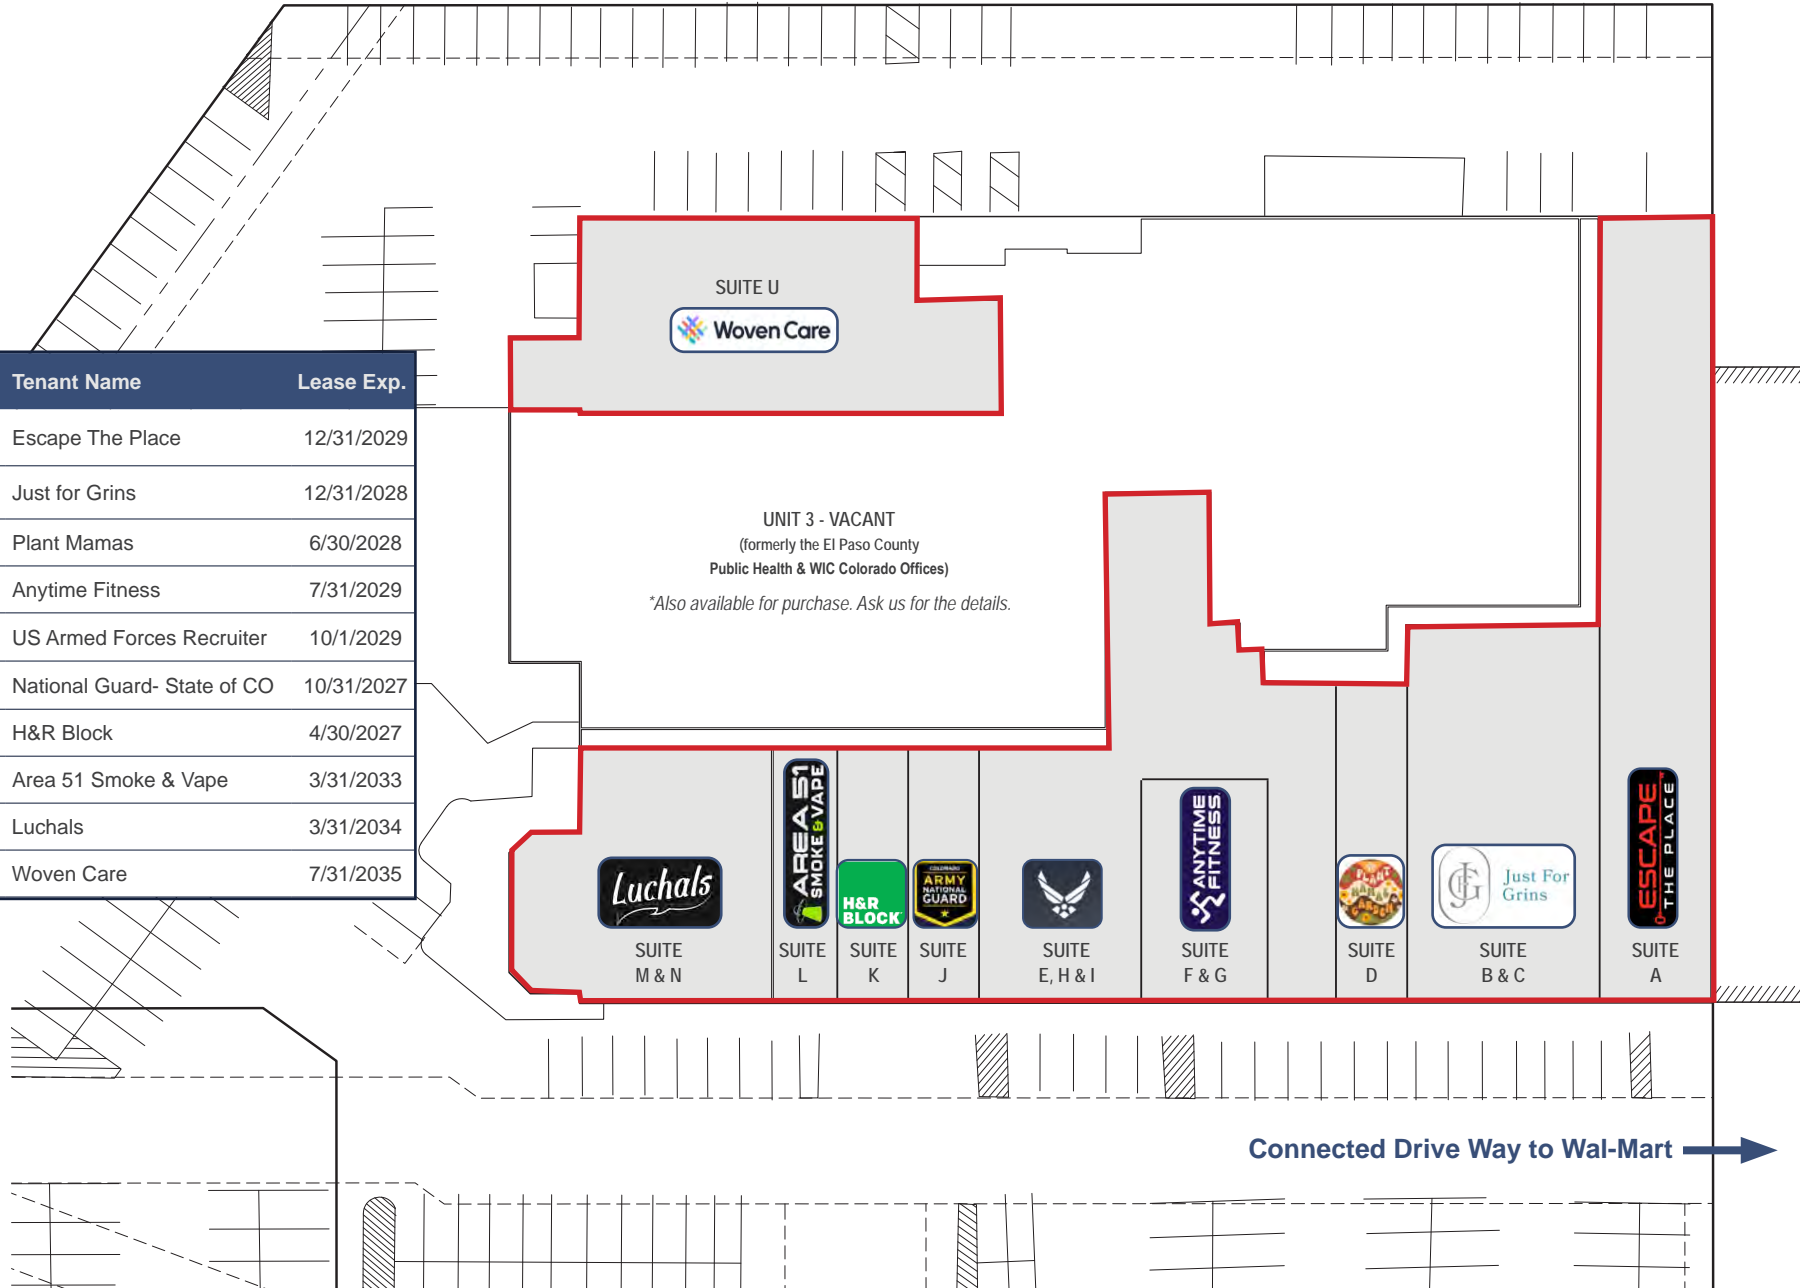 SUITE U
Woven Care
Tenant Name Lease Exp.
Escape The Place 12/31/2029
Just for Grins 12/31/2028
Plant Mamas 6/30/2028
Anytime Fitness 7/31/2029
US Armed Forces Recruiter 10/1/2029
National Guard- State of CO 10/31/2027
H&R Block 4/30/2027
Area 51 Smoke & Vape 3/31/2033
Luchals 3/31/2034
Woven Care 7/31/2035
UNIT 3 - VACANT
(formerly the El Paso County
Public Health & WIC Colorado Offices)
*Also available for purchase. Ask us for the details.
Luchals
SUITE
M & N
AREA 51
SMOKE & VAPE
SUITE
L
H&R
BLOCK
SUITE
K
COLORADO
ARMY
NATIONAL
GUARD
SUITE
J
SUITE
E, H & I
ANYTIME
FITNESS
SUITE
F & G
PLANT
MAMAS
GARDEN
SUITE
D
JFG
Just For
Grins
SUITE
B & C
ESCAPE
THE PLACE
SUITE
A
Connected Drive Way to Wal-Mart